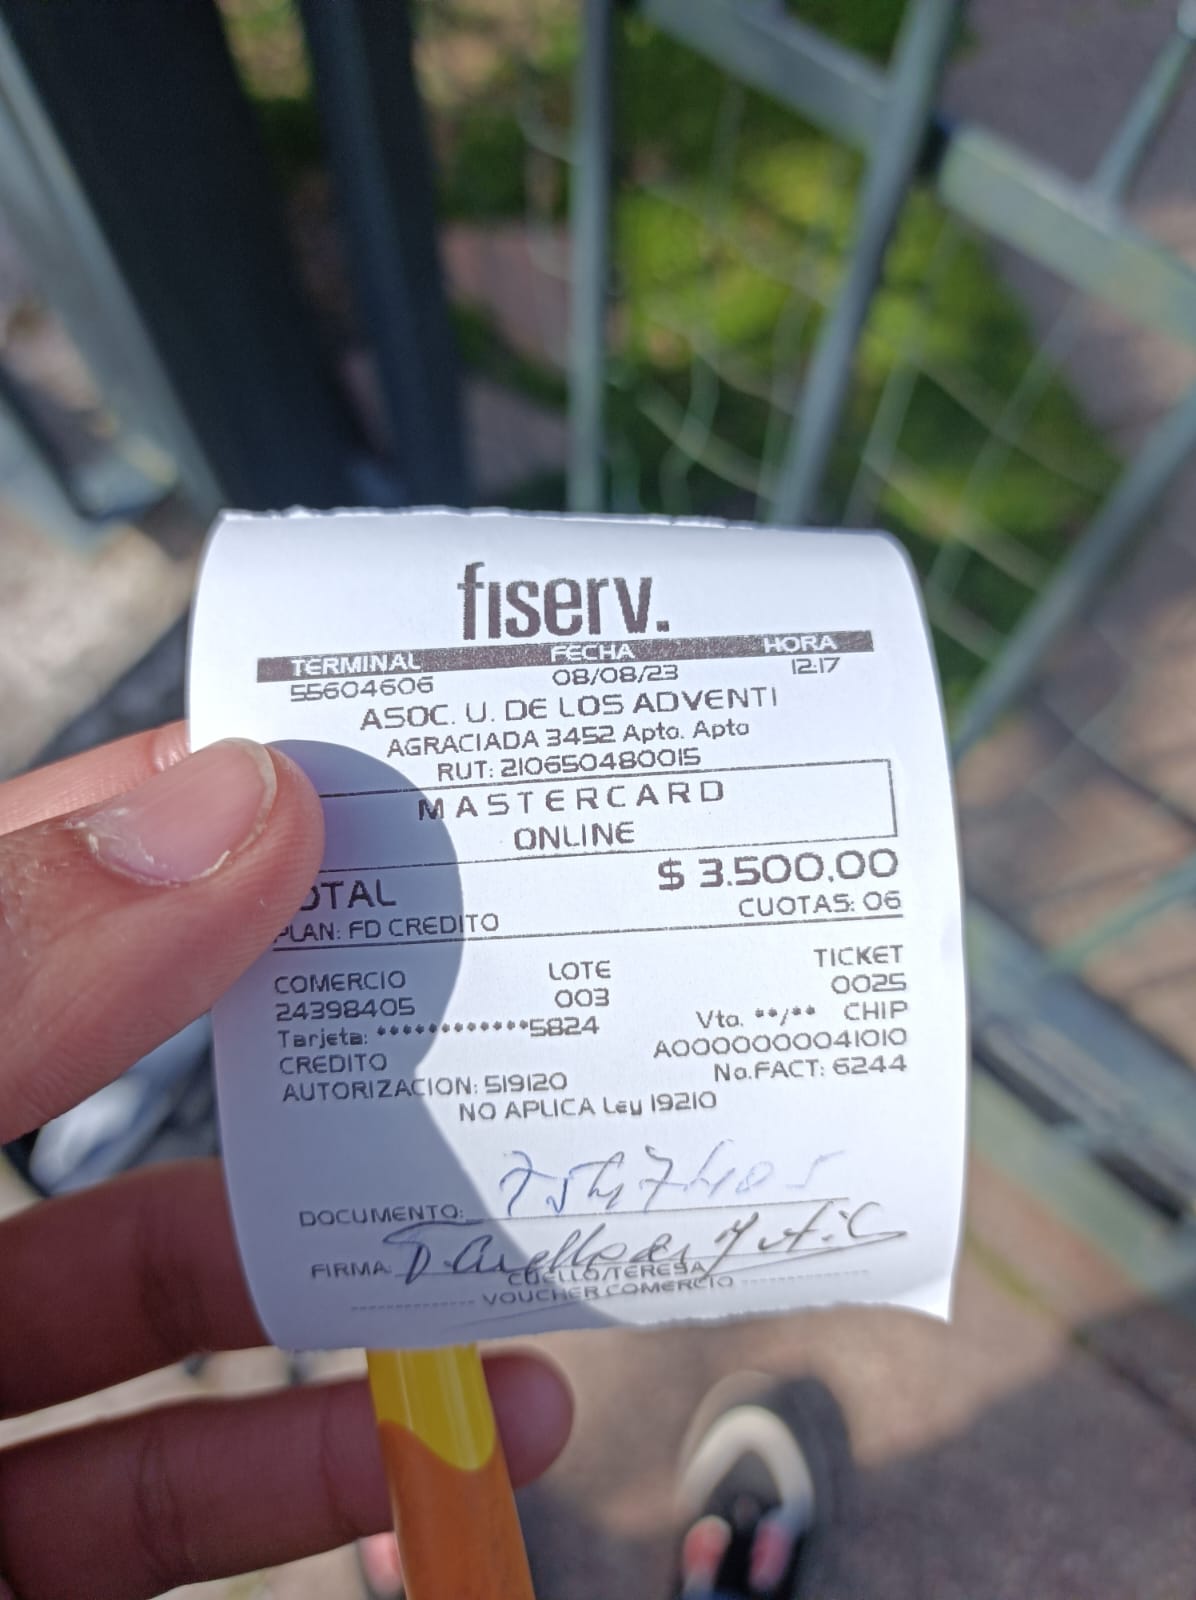 fiserv.
TERMINAL FECHA HORA
55604606 08/08/23 12:17
ASOC. U. DE LOS ADVENTI
AGRACIADA 3452 Apto. Apto
RUT: 210650480015
MASTERCARD
ONLINE
OTAL $ 3.500,00
PLAN: FD CREDITO CUOTAS: 06
COMERCIO LOTE TICKET
24398405 003 0025
Tarjeta: ************5824 Vto. **/** CHIP
CREDITO A0000000041010
AUTORIZACION: 519120 No.FACT: 6244
NO APLICA Ley 19210
DOCUMENTO:
FIRMA:
CUELLO/TERESA
VOUCHER COMERCIO